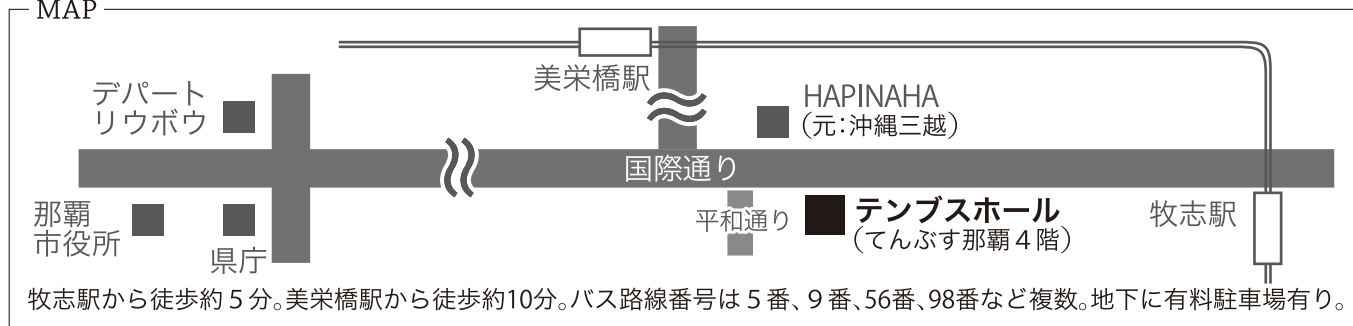 MAP
美栄橋駅
デパート
リウボウ
HAPINAHA
(元:沖縄三越)
国際通り
那覇
市役所
県庁
平和通り
テンブスホール
(てんぶす那覇4階)
牧志駅
牧志駅から徒歩約5分。美栄橋駅から徒歩約10分。バス路線番号は5番、9番、56番、98番など複数。地下に有料駐車場有り。